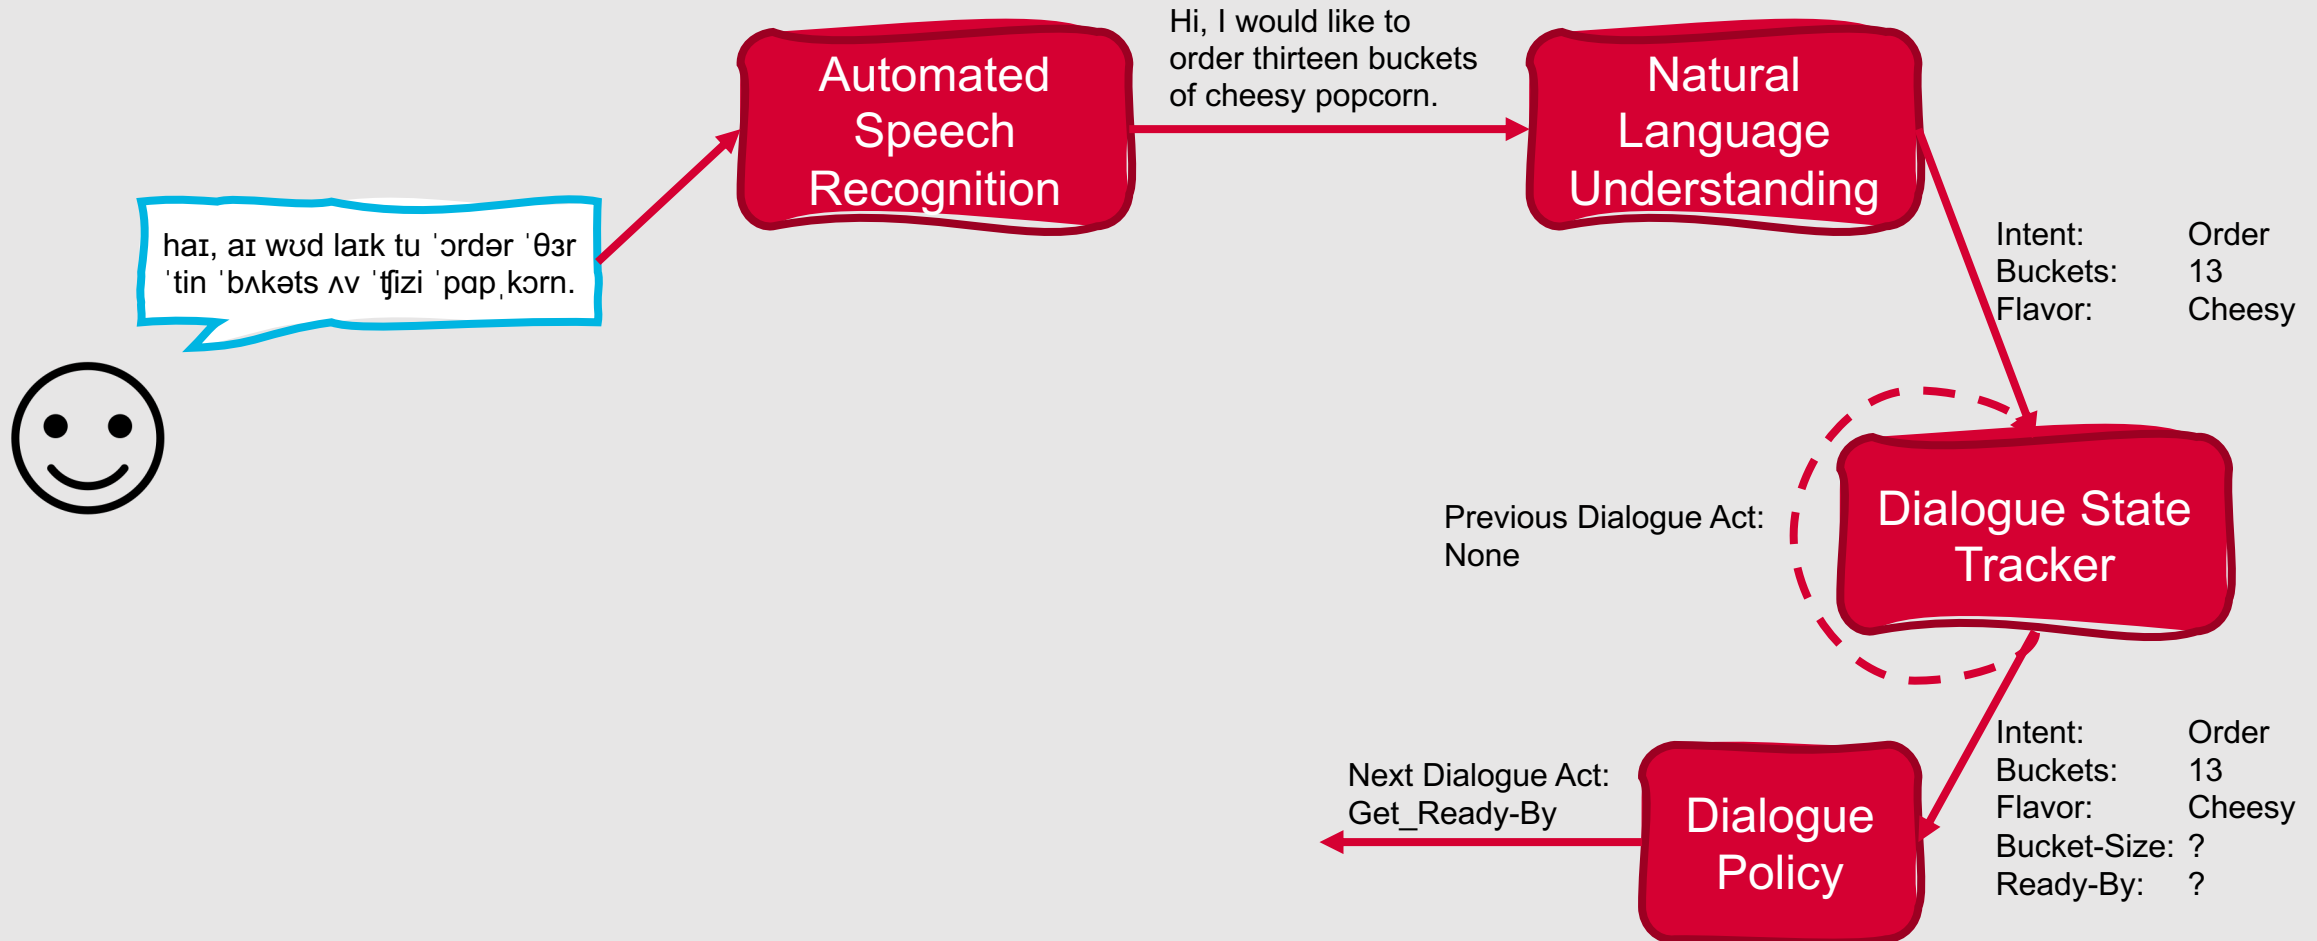 haɪ, aɪ wʊd laɪk tu ˈɔrdər ˈθɜr
ˈtin ˈbʌkəts ʌv ˈʧizi ˈpɑpˌkɔrn.
Automated
Speech
Recognition
Hi, I would like to
order thirteen buckets
of cheesy popcorn.
Natural
Language
Understanding
Intent: Order
Buckets: 13
Flavor: Cheesy
Previous Dialogue Act:
None
Dialogue State
Tracker
Intent: Order
Buckets: 13
Flavor: Cheesy
Bucket-Size: ?
Ready-By: ?
Dialogue
Policy
Next Dialogue Act:
Get_Ready-By